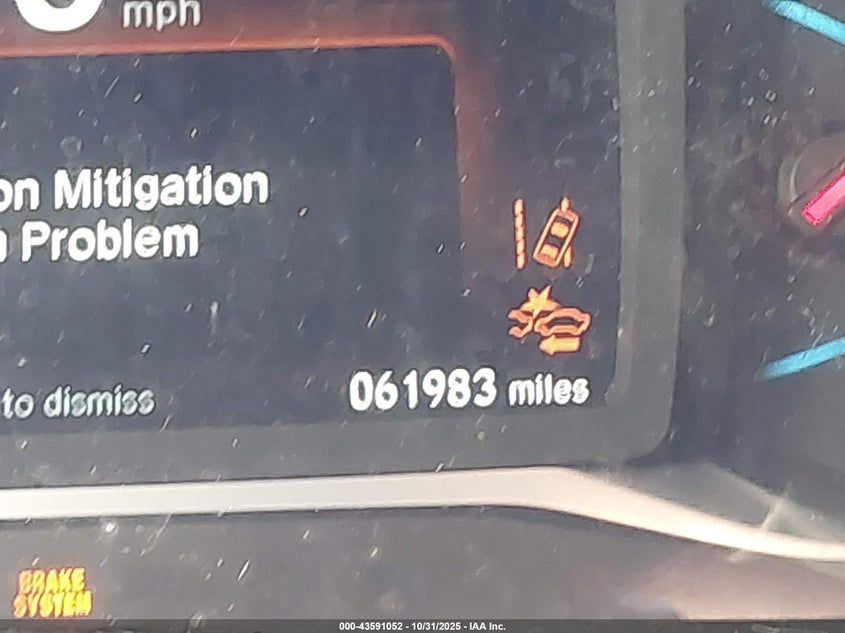 mph
on Mitigation
Problem
to dismiss
061983 miles
BRAKE
SYSTEM
000-43591052 - 10/31/2025 - IAA Inc.